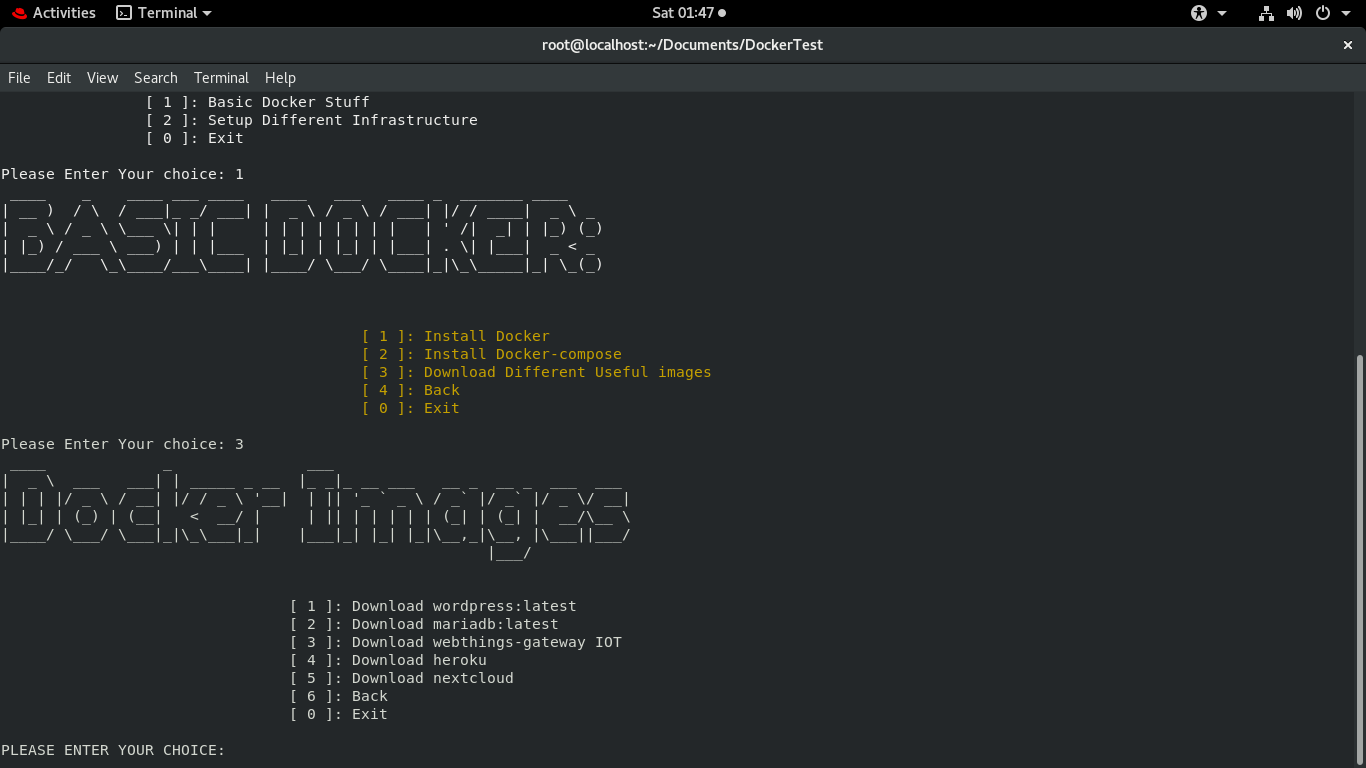 Activities Terminal Sat 01:47
root@localhost:~/Documents/DockerTest ×
File Edit View Search Terminal Help
[ 1 ]: Basic Docker Stuff
[ 2 ]: Setup Different Infrastructure
[ 0 ]: Exit
Please Enter Your choice: 1
BASIC DOCKER:
[ 1 ]: Install Docker
[ 2 ]: Install Docker-compose
[ 3 ]: Download Different Useful images
[ 4 ]: Back
[ 0 ]: Exit
Please Enter Your choice: 3
Docker Images
[ 1 ]: Download wordpress:latest
[ 2 ]: Download mariadb:latest
[ 3 ]: Download webthings-gateway IOT
[ 4 ]: Download heroku
[ 5 ]: Download nextcloud
[ 6 ]: Back
[ 0 ]: Exit
PLEASE ENTER YOUR CHOICE: